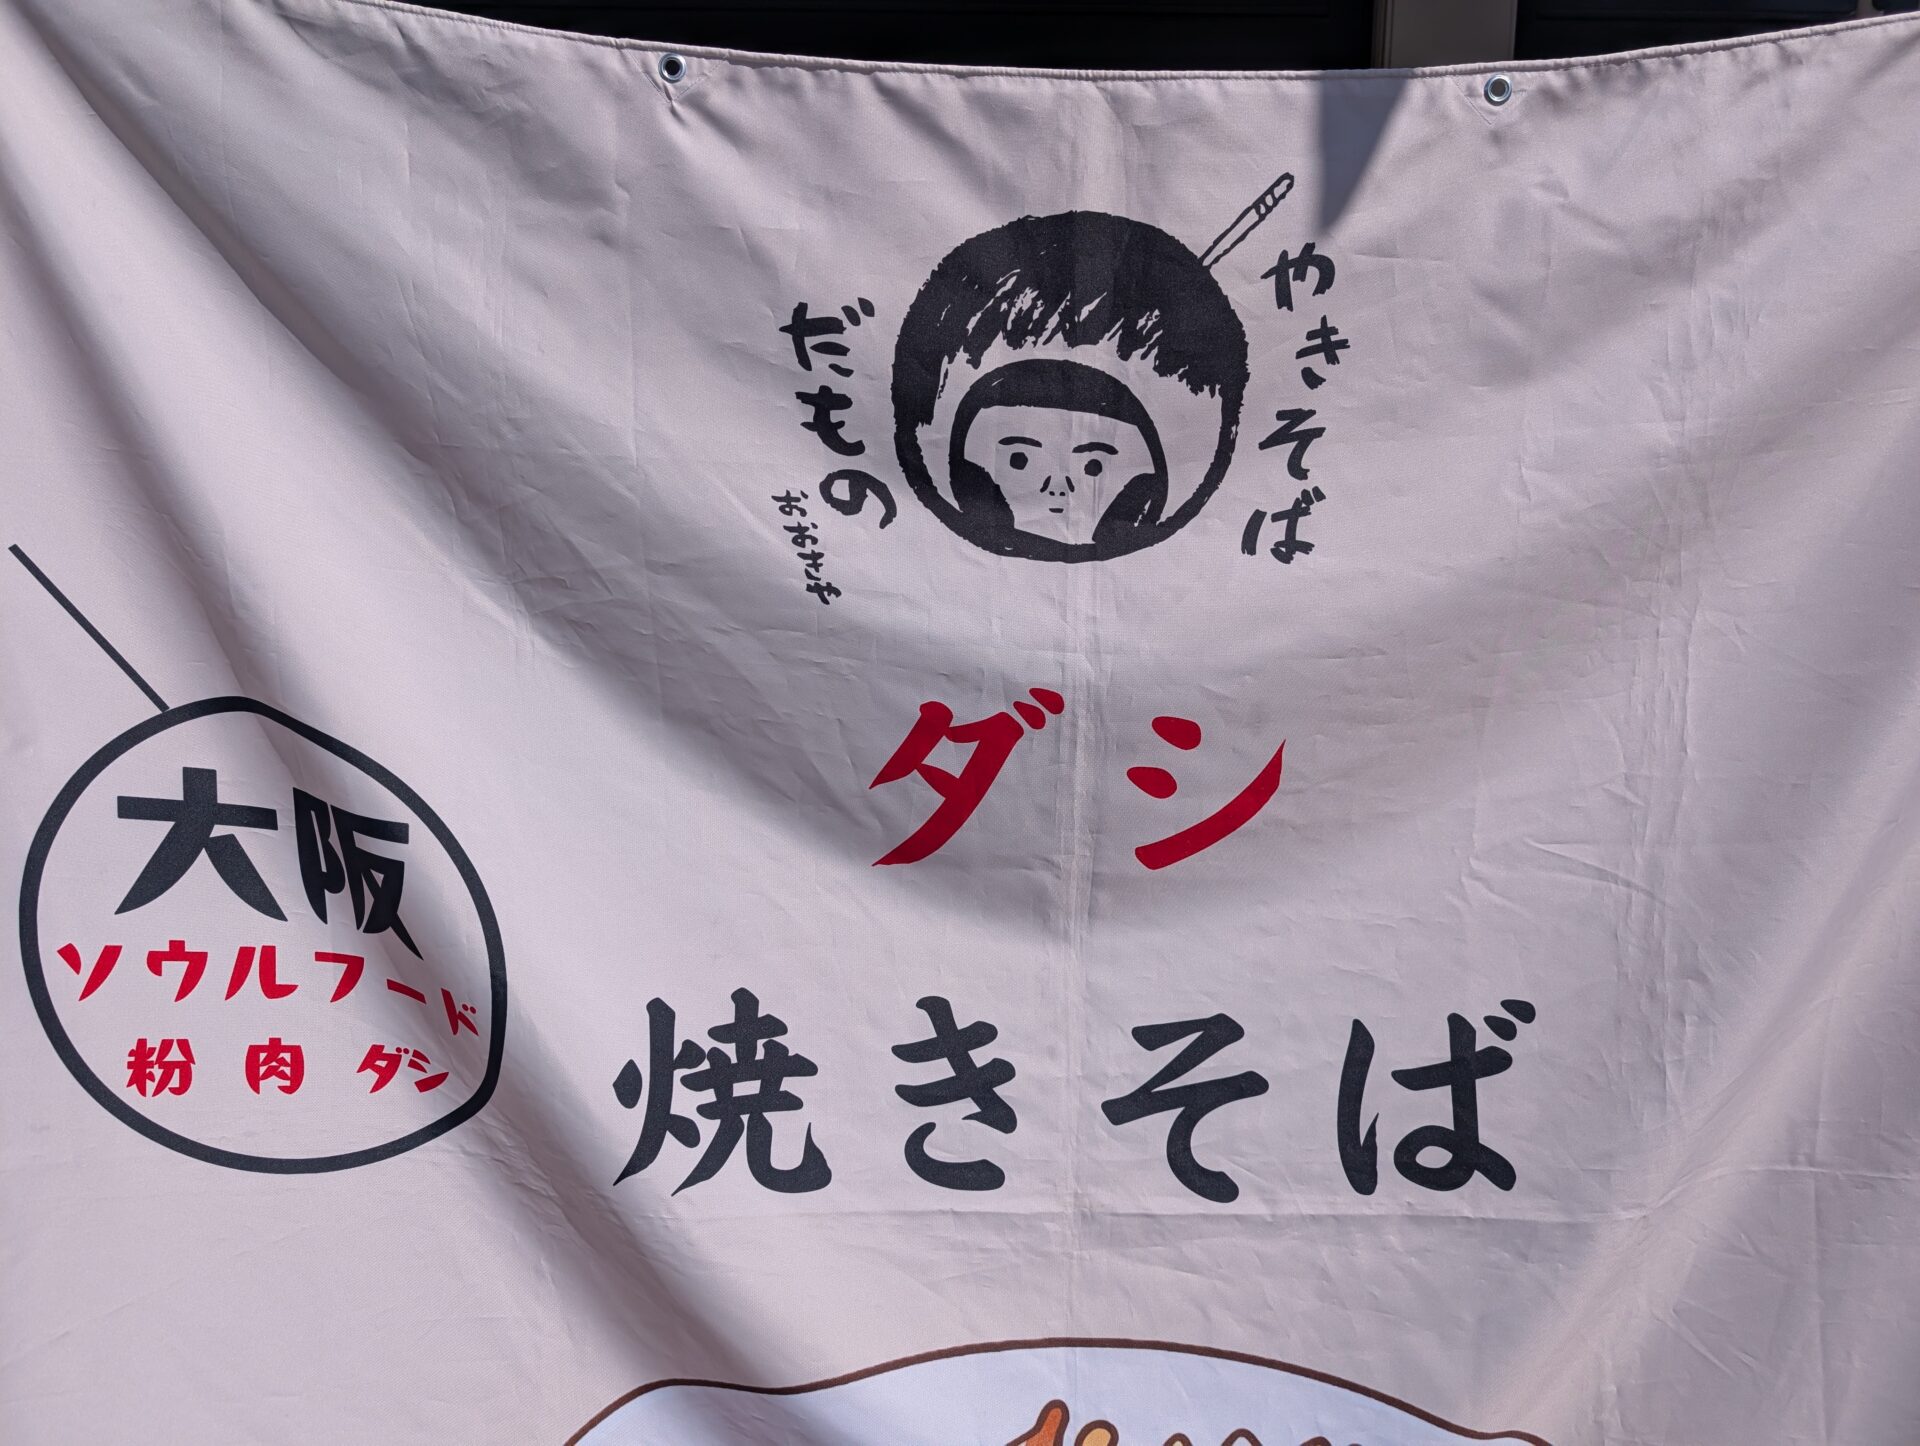 やきそば
だもの
おおきや
ダシ
焼きそば
大阪
ソウルフード
粉 肉 ダシ